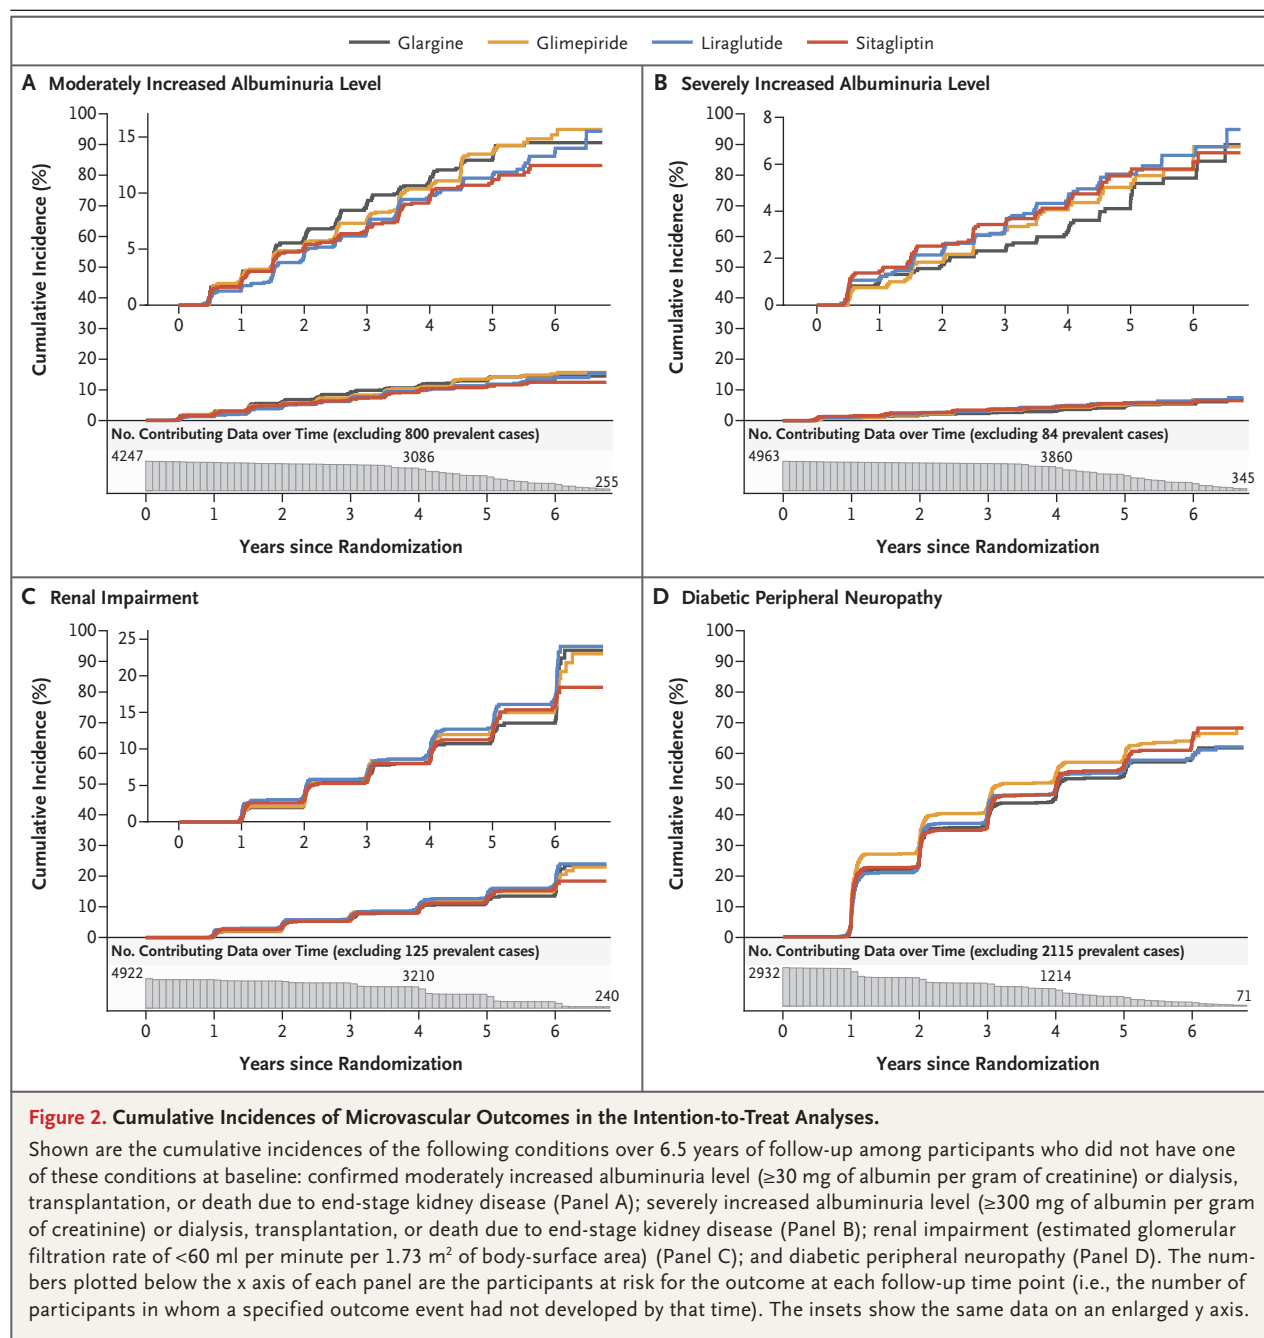 Glargine Glimepiride Liraglutide Sitagliptin
A Moderately Increased Albuminuria Level
Cumulative Incidence (%)
100
90
80
70
60
50
40
30
20
10
0
15
10
5
0
0 1 2 3 4 5 6
No. Contributing Data over Time (excluding 800 prevalent cases)
4247 3086 255
0 1 2 3 4 5 6
Years since Randomization
B Severely Increased Albuminuria Level
Cumulative Incidence (%)
100
90
80
70
60
50
40
30
20
10
0
8
6
4
2
0
0 1 2 3 4 5 6
No. Contributing Data over Time (excluding 84 prevalent cases)
4963 3860 345
0 1 2 3 4 5 6
Years since Randomization
C Renal Impairment
Cumulative Incidence (%)
100
90
80
70
60
50
40
30
20
10
0
25
20
15
10
5
0
0 1 2 3 4 5 6
No. Contributing Data over Time (excluding 125 prevalent cases)
4922 3210 240
0 1 2 3 4 5 6
Years since Randomization
D Diabetic Peripheral Neuropathy
Cumulative Incidence (%)
100
90
80
70
60
50
40
30
20
10
0
No. Contributing Data over Time (excluding 2115 prevalent cases)
2932 1214 71
0 1 2 3 4 5 6
Years since Randomization
Figure 2. Cumulative Incidences of Microvascular Outcomes in the Intention-to-Treat Analyses.
Shown are the cumulative incidences of the following conditions over 6.5 years of follow-up among participants who did not have one
of these conditions at baseline: confirmed moderately increased albuminuria level (≥30 mg of albumin per gram of creatinine) or dialysis,
transplantation, or death due to end-stage kidney disease (Panel A); severely increased albuminuria level (≥300 mg of albumin per gram
of creatinine) or dialysis, transplantation, or death due to end-stage kidney disease (Panel B); renal impairment (estimated glomerular
filtration rate of <60 ml per minute per 1.73 m² of body-surface area) (Panel C); and diabetic peripheral neuropathy (Panel D). The num-
bers plotted below the x axis of each panel are the participants at risk for the outcome at each follow-up time point (i.e., the number of
participants in whom a specified outcome event had not developed by that time). The insets show the same data on an enlarged y axis.